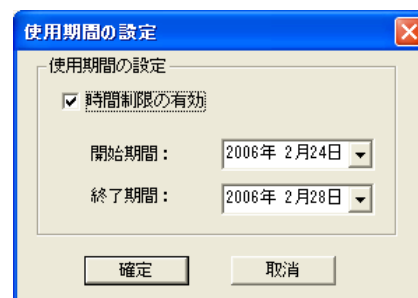 使用期間の設定
使用期間の設定
時間制限の有効
開始期間：
2006年 2月24日
終了期間：
2006年 2月28日
確定
取消